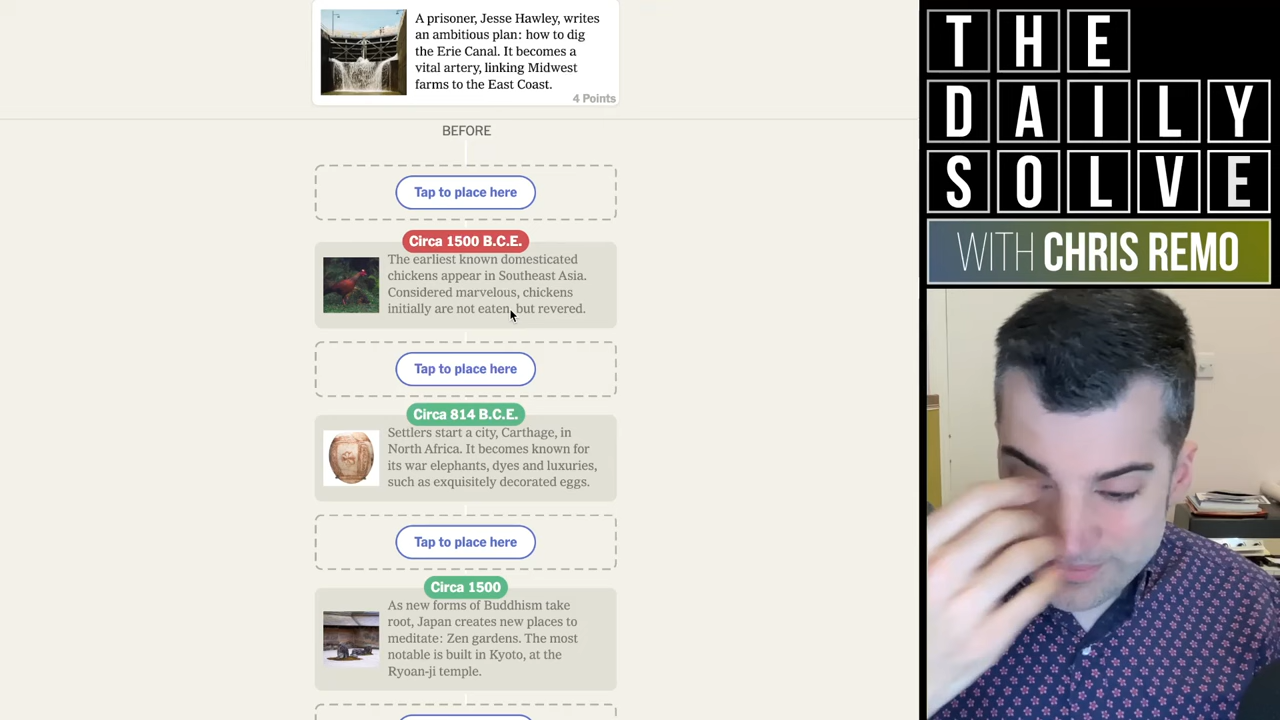 A prisoner, Jesse Hawley, writes
an ambitious plan: how to dig
the Erie Canal. It becomes a
vital artery, linking Midwest
farms to the East Coast.
4 Points
BEFORE
Tap to place here
Circa 1500 B.C.E.
The earliest known domesticated
chickens appear in Southeast Asia.
Considered marvelous, chickens
initially are not eaten, but revered.
Tap to place here
Circa 814 B.C.E.
Settlers start a city, Carthage, in
North Africa. It becomes known for
its war elephants, dyes and luxuries,
such as exquisitely decorated eggs.
Tap to place here
Circa 1500
As new forms of Buddhism take
root, Japan creates new places to
meditate: Zen gardens. The most
notable is built in Kyoto, at the
Ryoan-ji temple.
THE
DAILY
SOLVE
WITH CHRIS REMO